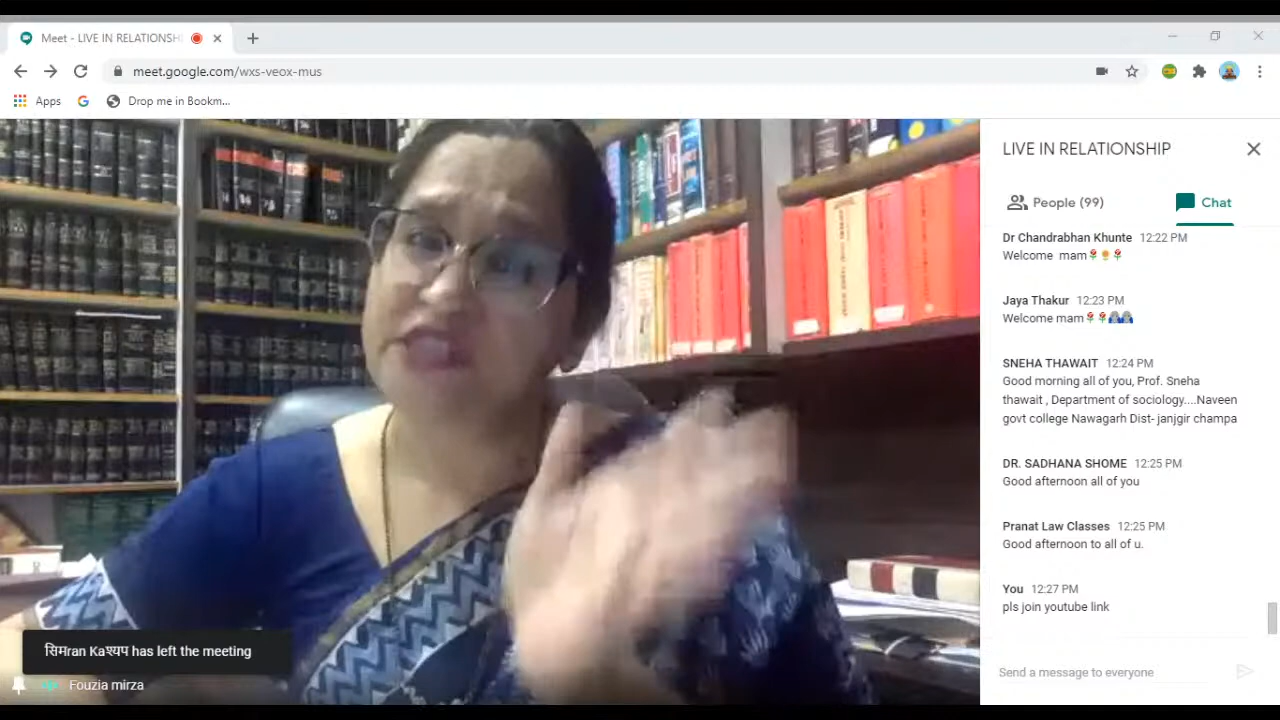 Meet - LIVE IN RELATIONSH
meet.google.com/wxs-veox-mus
Apps
Drop me in Bookm...
LIVE IN RELATIONSHIP
People (99)
Chat
Dr Chandrabhan Khunte 12:22 PM
Welcome mam🌹🌼🌹
Jaya Thakur 12:23 PM
Welcome mam🌹🌹
SNEHA THAWAIT 12:24 PM
Good morning all of you, Prof. Sneha
thawait , Department of sociology....Naveen
govt college Nawagarh Dist- janjgir champa
DR. SADHANA SHOME 12:25 PM
Good afternoon all of you
Pranat Law Classes 12:25 PM
Good afternoon to all of u.
You 12:27 PM
pls join youtube link
Send a message to everyone
सिमran Kaश्यप has left the meeting
Fouzia mirza